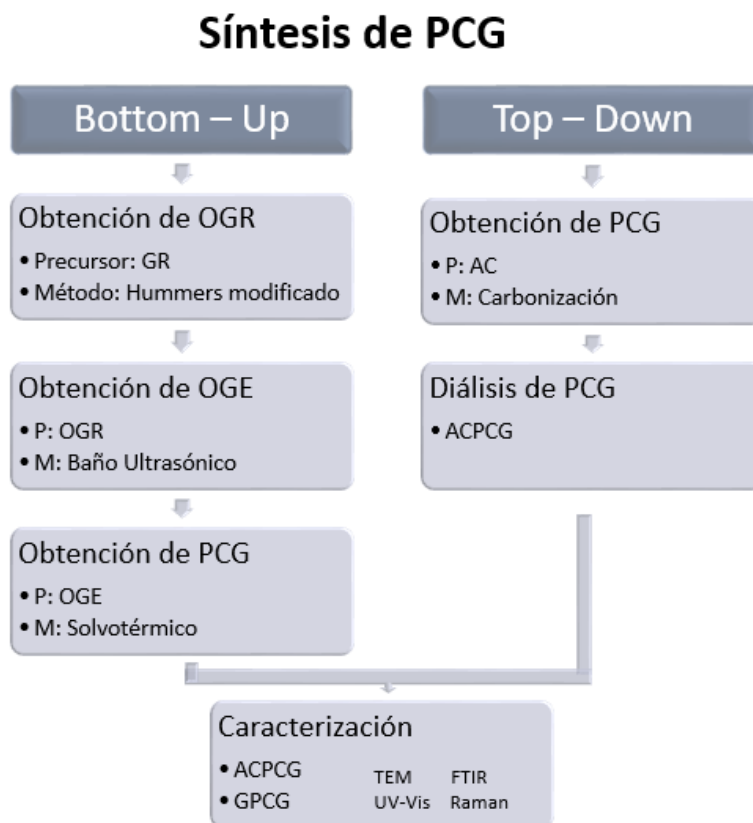 Síntesis de PCG
Bottom – Up
Obtención de OGR
• Precursor: GR
• Método: Hummers modificado
Obtención de OGE
• P: OGR
• M: Baño Ultrasónico
Obtención de PCG
• P: OGE
• M: Solvotérmico
Top – Down
Obtención de PCG
• P: AC
• M: Carbonización
Diálisis de PCG
• ACPCG
Caracterización
• ACPCG TEM FTIR
• GPCG UV-Vis Raman